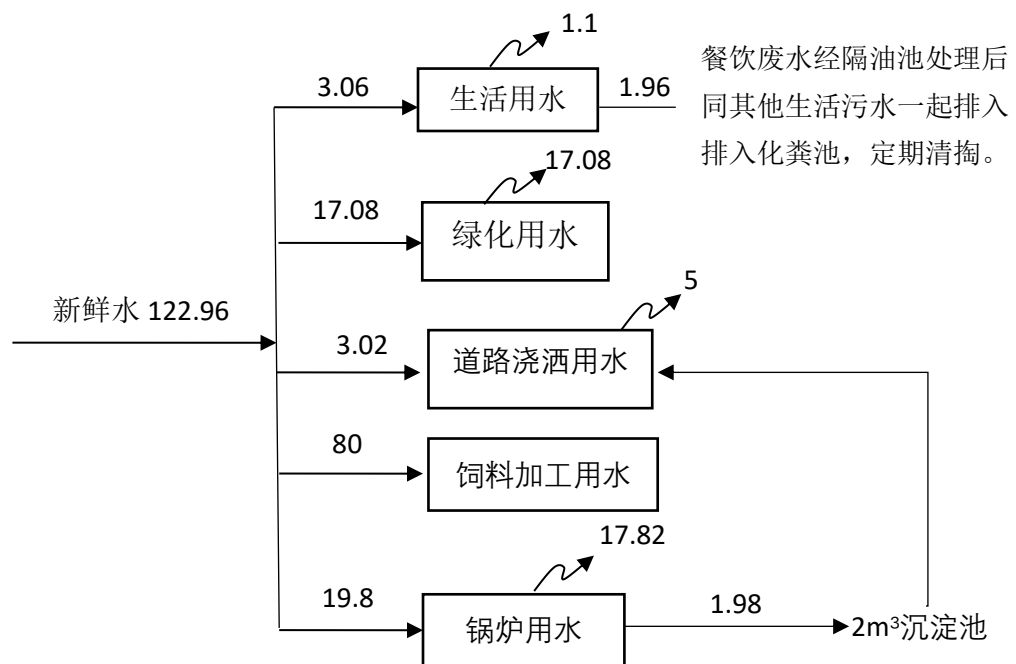 1.1
3.06
生活用水
1.96
餐饮废水经隔油池处理后
同其他生活污水一起排入
排入化粪池，定期清掏。
17.08
17.08
绿化用水
5
新鲜水 122.96
3.02
道路浇洒用水
80
饲料加工用水
17.82
19.8
锅炉用水
1.98
2m³沉淀池